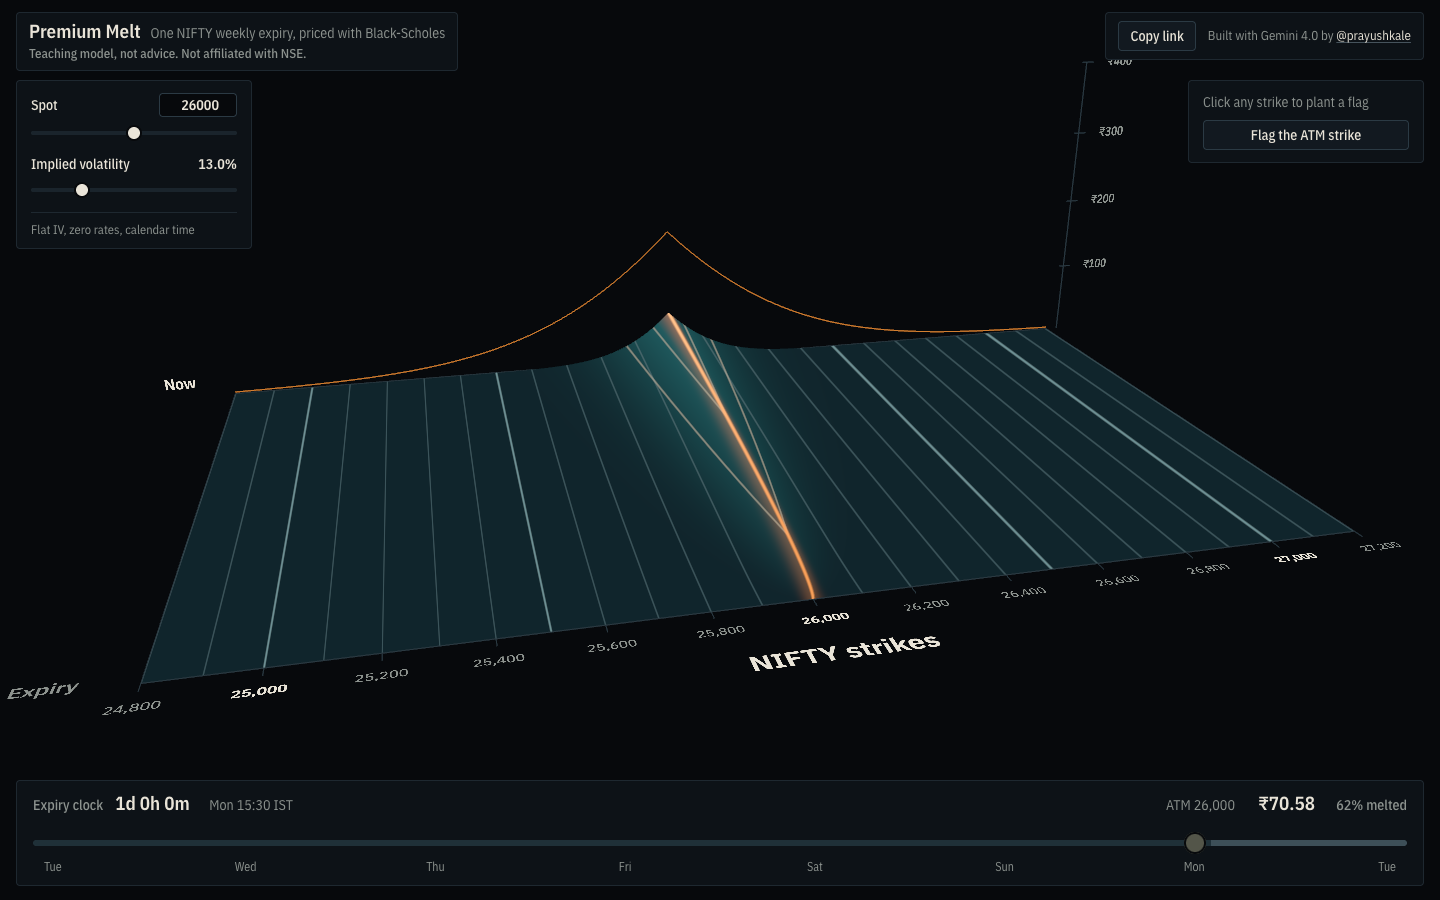 Premium Melt One NIFTY weekly expiry, priced with Black-Scholes
Teaching model, not advice. Not affiliated with NSE.
Copy link Built with Gemini 4.0 by @prayushkale
Spot 26000
Implied volatility 13.0%
Flat IV, zero rates, calendar time
Click any strike to plant a flag
Flag the ATM strike
₹400
₹300
₹200
₹100
Now
Expiry
24,800
25,000
25,200
25,400
25,600
25,800
26,000
26,200
26,400
26,600
26,800
27,000
27,200
NIFTY strikes
Expiry clock 1d 0h 0m Mon 15:30 IST
ATM 26,000 ₹70.58 62% melted
Tue Wed Thu Fri Sat Sun Mon Tue